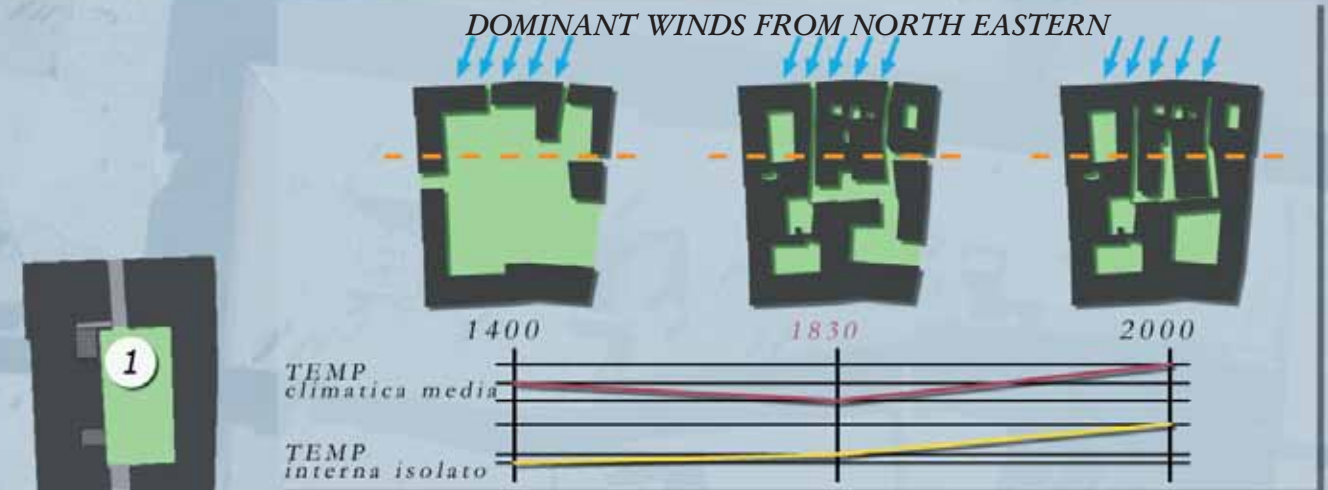 DOMINANT WINDS FROM NORTH EASTERN
1400
1830
2000
TEMP
climatica media
TEMP
interna isolato
1